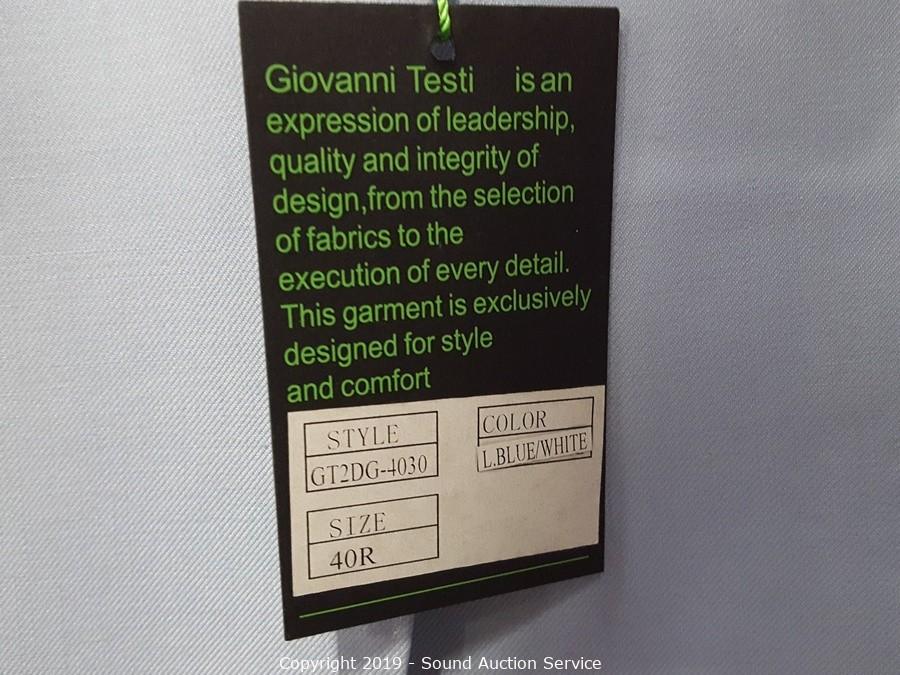 Giovanni Testi is an
expression of leadership,
quality and integrity of
design,from the selection
of fabrics to the
execution of every detail.
This garment is exclusively
designed for style
and comfort
STYLE
GT2DG-4030
COLOR
L.BLUE/WHITE
SIZE
40R
Copyright 2019 - Sound Auction Service